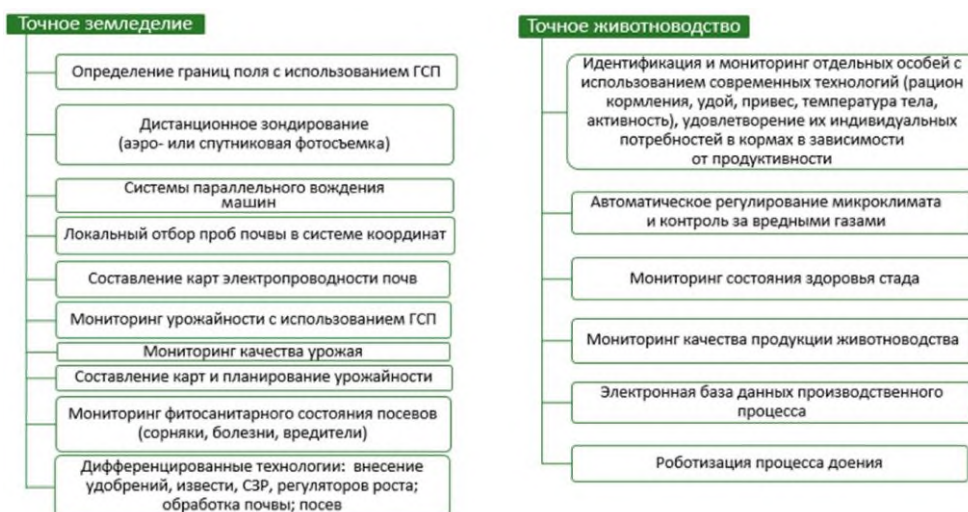 Точное земледелие
Определение границ поля с использованием ГСП
Дистанционное зондирование
(аэро- или спутниковая фотосъемка)
Системы параллельного вождения
машин
Локальный отбор проб почвы в системе координат
Составление карт электропроводности почв
Мониторинг урожайности с использованием ГСП
Мониторинг качества урожая
Составление карт и планирование урожайности
Мониторинг фитосанитарного состояния посевов
(сорняки, болезни, вредители)
Дифференцированные технологии: внесение
удобрений, извести, СЗР, регуляторов роста;
обработка почвы; посев
Точное животноводство
Идентификация и мониторинг отдельных особей с
использованием современных технологий (рацион
кормления, удой, привес, температура тела,
активность), удовлетворение их индивидуальных
потребностей в кормах в зависимости
от продуктивности
Автоматическое регулирование микроклимата
и контроль за вредными газами
Мониторинг состояния здоровья стада
Мониторинг качества продукции животноводства
Электронная база данных производственного
процесса
Роботизация процесса доения